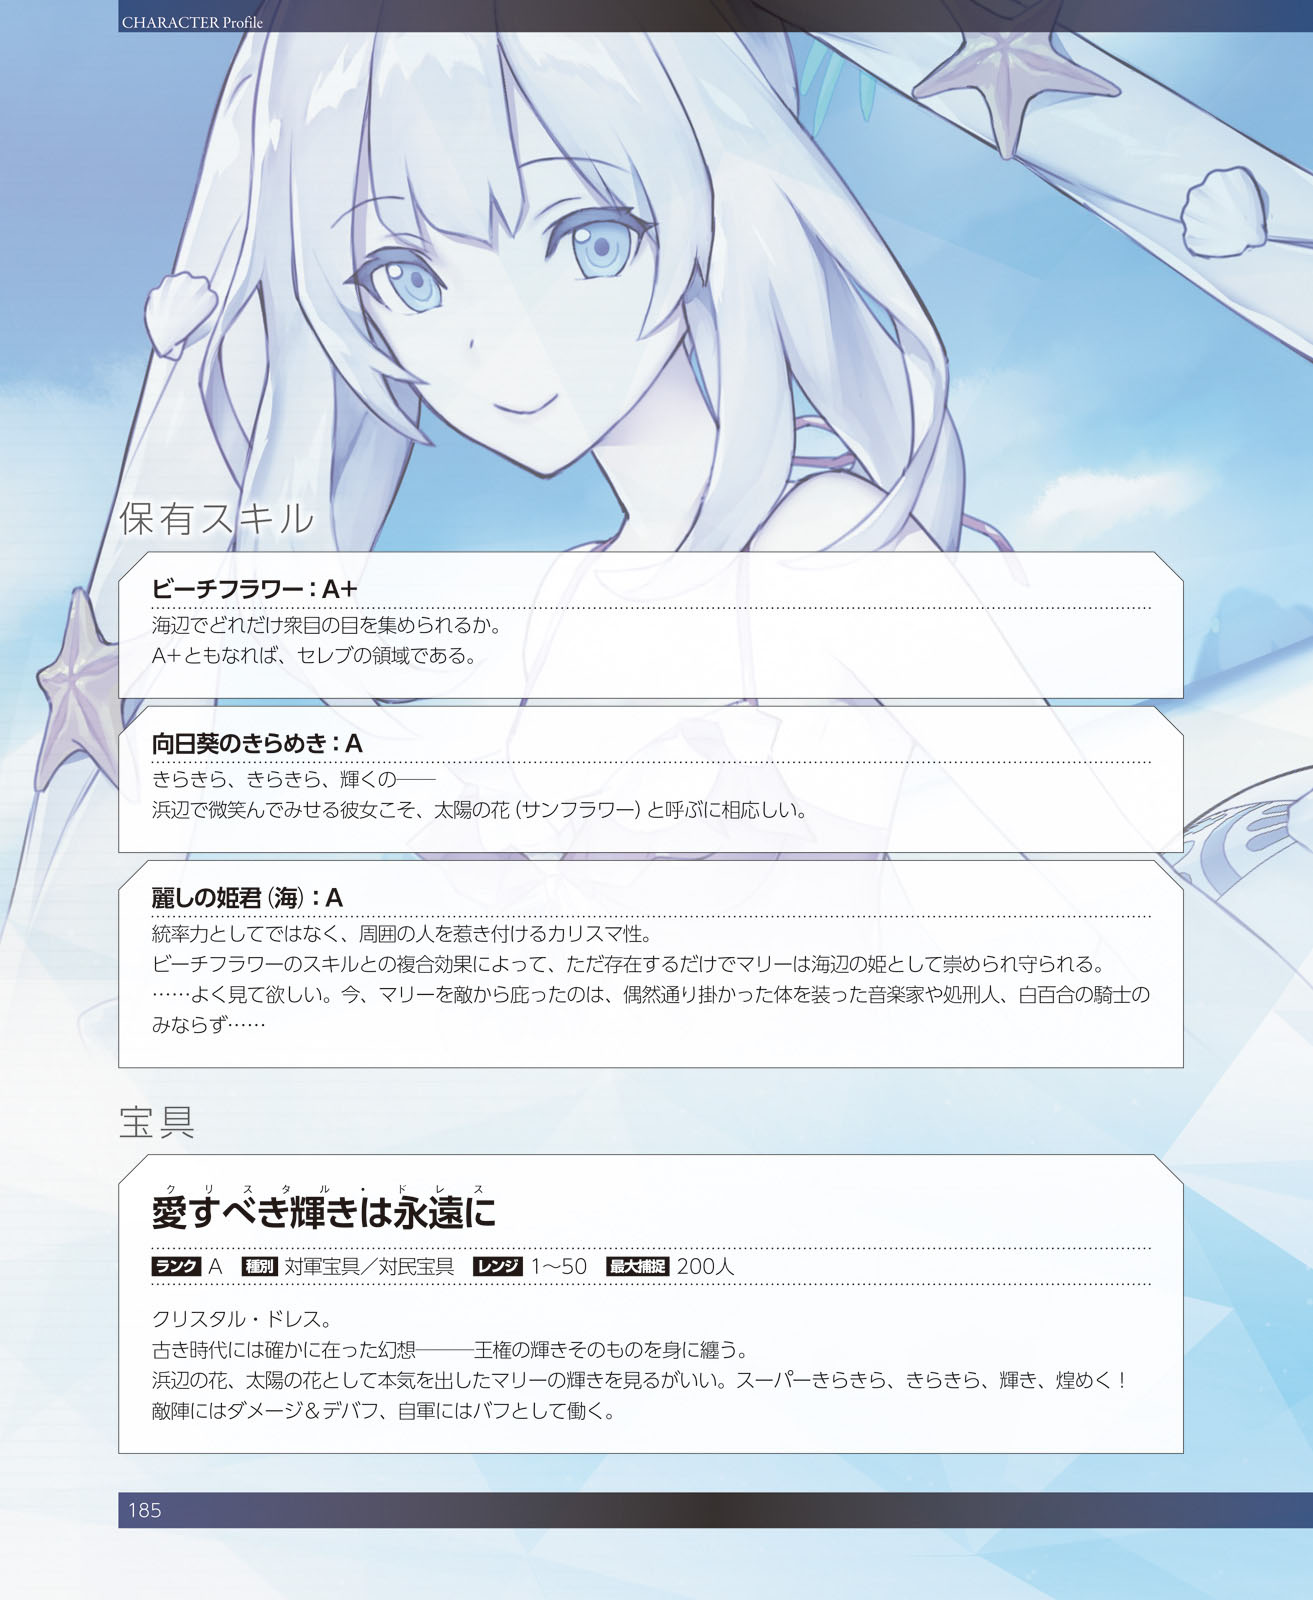 CHARACTER Profile
保有スキル
ビーチフラワー：A＋
海辺でどれだけ衆目の目を集められるか。
A＋ともなれば、セレブの領域である。
向日葵のきらめき：A
きらきら、きらきら、輝くの──
浜辺で微笑んでみせる彼女こそ、太陽の花（サンフラワー）と呼ぶに相応しい。
麗しの姫君（海）：A
統率力としてではなく、周囲の人を惹き付けるカリスマ性。
ビーチフラワーのスキルとの複合効果によって、ただ存在するだけでマリーは海辺の姫として崇められ守られる。
……よく見て欲しい。今、マリーを敵から庇ったのは、偶然通り掛かった体を装った音楽家や処刑人、白百合の騎士の
みならず……
宝具
クリスタル・ドレス
愛すべき輝きは永遠に
ランク A 種別 対軍宝具／対民宝具 レンジ 1～50 最大捕捉 200人
クリスタル・ドレス。
古き時代には確かに在った幻想───王権の輝きそのものを身に纏う。
浜辺の花、太陽の花として本気を出したマリーの輝きを見るがいい。スーパーきらきら、きらきら、輝き、煌めく！
敵陣にはダメージ＆デバフ、自軍にはバフとして働く。
185